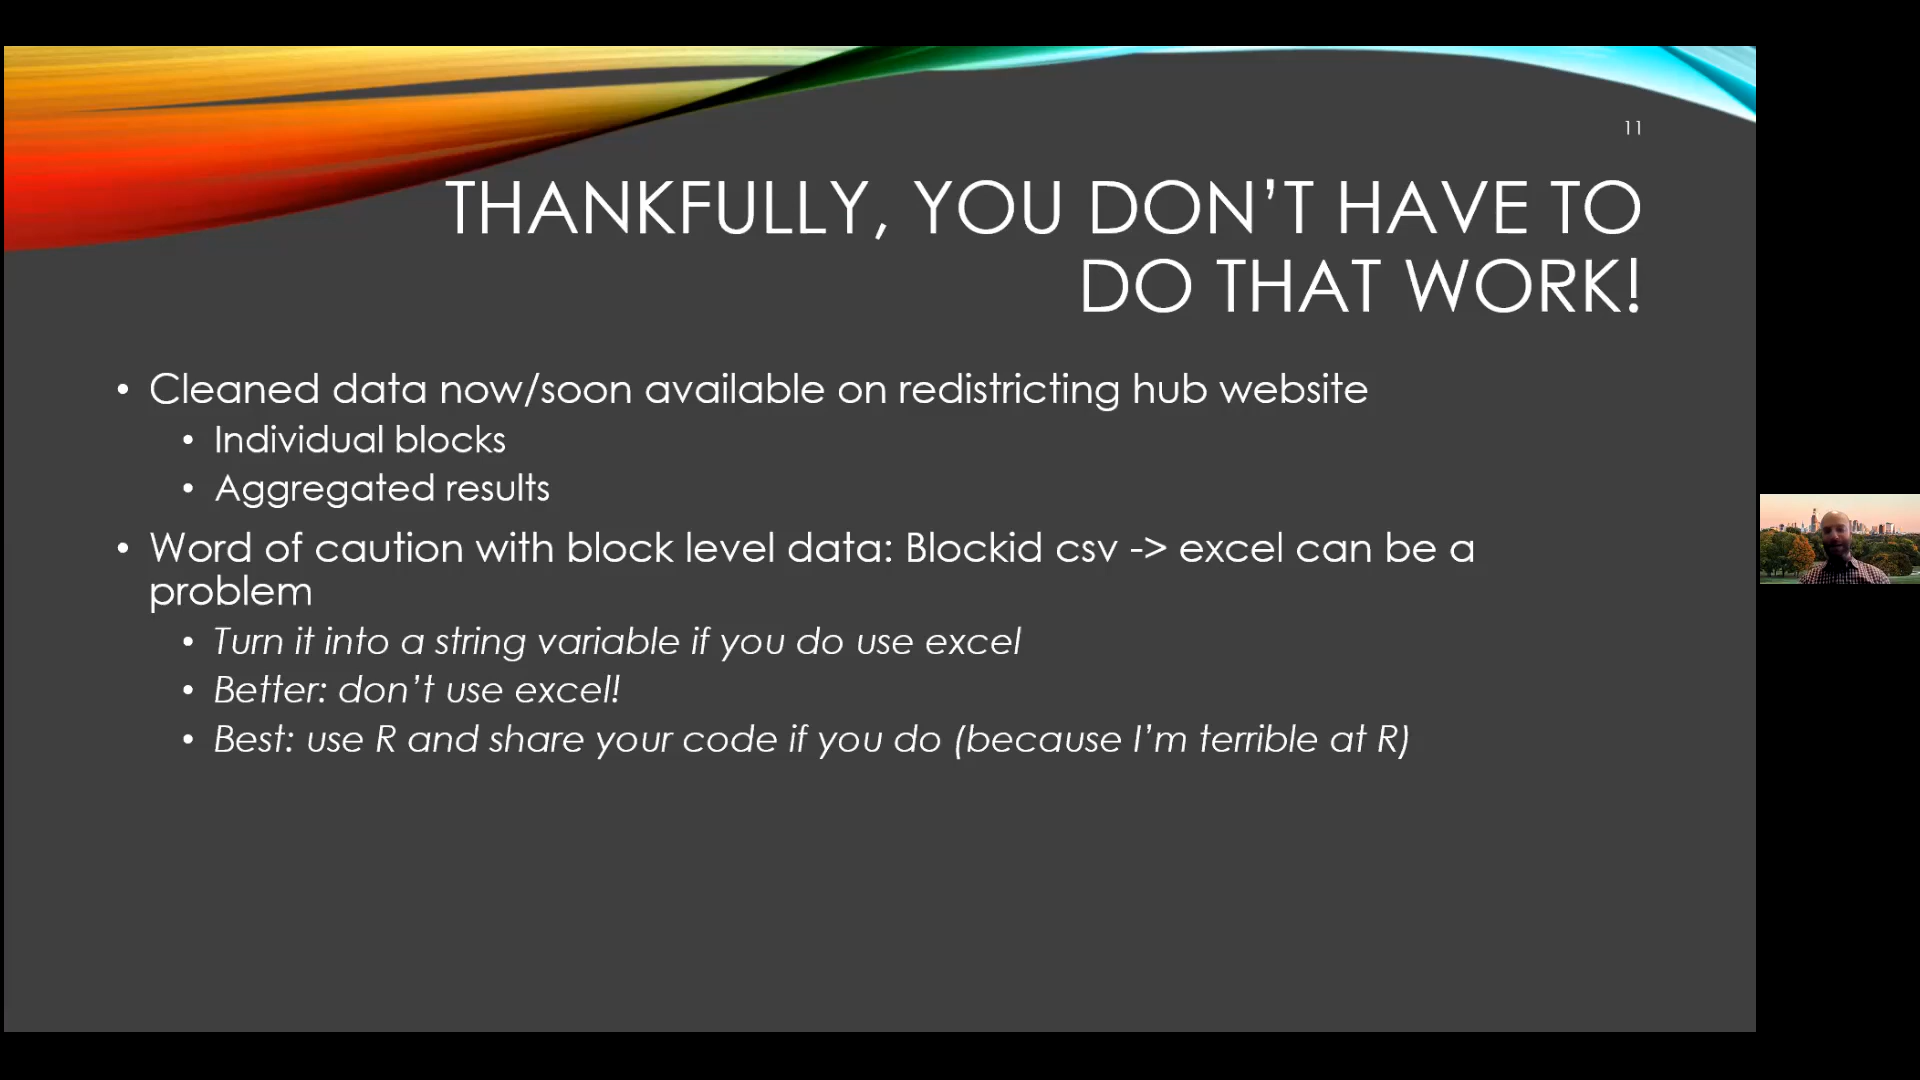 11
THANKFULLY, YOU DON’T HAVE TO
DO THAT WORK!
• Cleaned data now/soon available on redistricting hub website
• Individual blocks
• Aggregated results
• Word of caution with block level data: Blockid csv -> excel can be a
problem
• Turn it into a string variable if you do use excel
• Better: don’t use excel!
• Best: use R and share your code if you do (because I’m terrible at R)